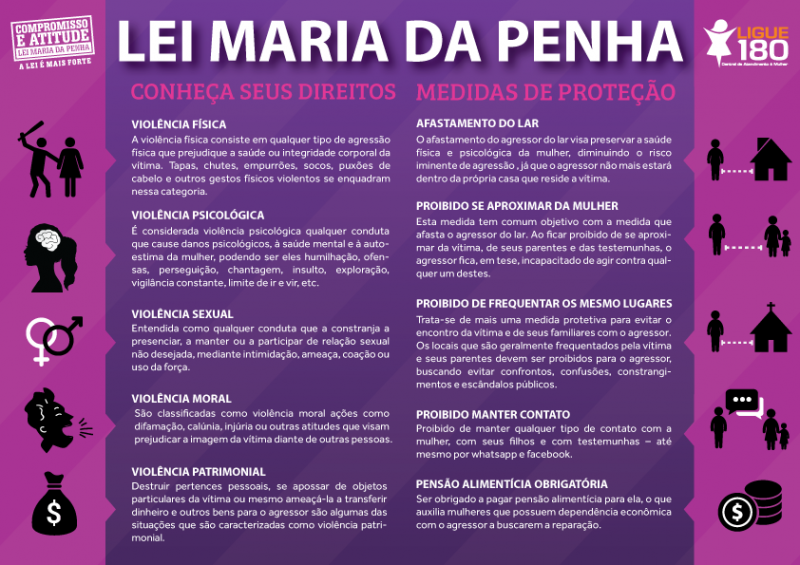 COMPROMISSO
E ATITUDE
LEI MARIA DA PENHA
A LEI É MAIS FORTE
LEI MARIA DA PENHA
LIGUE
180
Central de Atendimento à Mulher
CONHEÇA SEUS DIREITOS
VIOLÊNCIA FÍSICA
A violência física consiste em qualquer tipo de agressão
física que prejudique a saúde ou integridade corporal da
vítima. Tapas, chutes, empurrões, socos, puxões de
cabelo e outros gestos físicos violentos se enquadram
nessa categoria.
VIOLÊNCIA PSICOLÓGICA
É considerada violência psicológica qualquer conduta
que cause danos psicológicos, à saúde mental e à auto-
estima da mulher, podendo ser eles humilhação, ofen-
sas, perseguição, chantagem, insulto, exploração,
vigilância constante, limite de ir e vir, etc.
VIOLÊNCIA SEXUAL
Entendida como qualquer conduta que a constranja a
presenciar, a manter ou a participar de relação sexual
não desejada, mediante intimidação, ameaça, coação ou
uso da força.
VIOLÊNCIA MORAL
São classificadas como violência moral ações como
difamação, calúnia, injúria ou outras atitudes que visam
prejudicar a imagem da vítima diante de outras pessoas.
VIOLÊNCIA PATRIMONIAL
Destruir pertences pessoais, se apossar de objetos
particulares da vítima ou mesmo ameaçá-la a transferir
dinheiro e outros bens para o agressor são algumas das
situações que são caracterizadas como violência patri-
monial.
MEDIDAS DE PROTEÇÃO
AFASTAMENTO DO LAR
O afastamento do agressor do lar visa preservar a saúde
física e psicológica da mulher, diminuindo o risco
iminente de agressão , já que o agressor não mais estará
dentro da própria casa que reside a vítima.
PROIBIDO SE APROXIMAR DA MULHER
Esta medida tem comum objetivo com a medida que
afasta o agressor do lar. Ao ficar proibido de se aproxi-
mar da vítima, de seus parentes e das testemunhas, o
agressor fica, em tese, incapacitado de agir contra qual-
quer um destes.
PROIBIDO DE FREQUENTAR OS MESMO LUGARES
Trata-se de mais uma medida protetiva para evitar o
encontro da vítima e de seus familiares com o agressor.
Os locais que são geralmente frequentados pela vítima
e seus parentes devem ser proibidos para o agressor,
buscando evitar confrontos, confusões, constrangi-
mentos e escândalos públicos.
PROIBIDO MANTER CONTATO
Proibido de manter qualquer tipo de contato com a
mulher, com seus filhos e com testemunhas – até
mesmo por whatsapp e facebook.
PENSÃO ALIMENTÍCIA OBRIGATÓRIA
Ser obrigado a pagar pensão alimentícia para ela, o que
auxilia mulheres que possuem dependência econômica
com o agressor a buscarem a reparação.
$
$